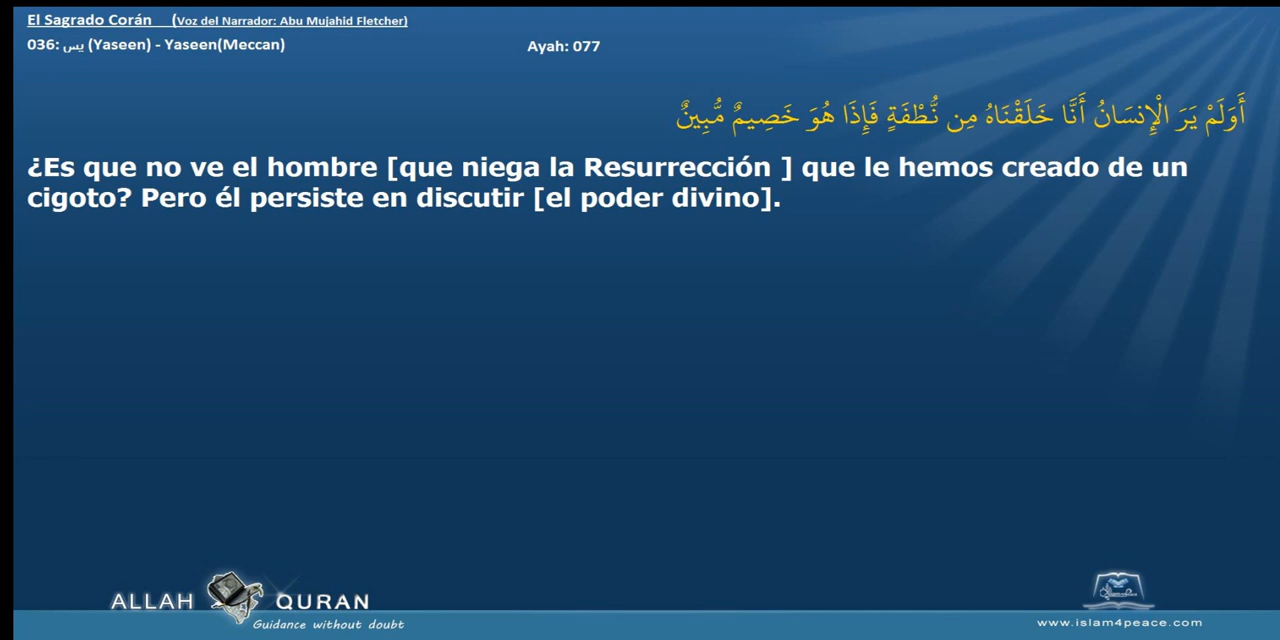 El Sagrado Corán (Voz del Narrador: Abu Mujahid Fletcher)
036: يس (Yaseen) - Yaseen(Meccan) Ayah: 077
أَوَلَمْ يَرَ الْإِنسَانُ أَنَّا خَلَقْنَاهُ مِن نُّطْفَةٍ فَإِذَا هُوَ خَصِيمٌ مُّبِينٌ
¿Es que no ve el hombre [que niega la Resurrección ] que le hemos creado de un
cigoto? Pero él persiste en discutir [el poder divino].
ALLAH QURAN
Guidance without doubt
www.islam4peace.com